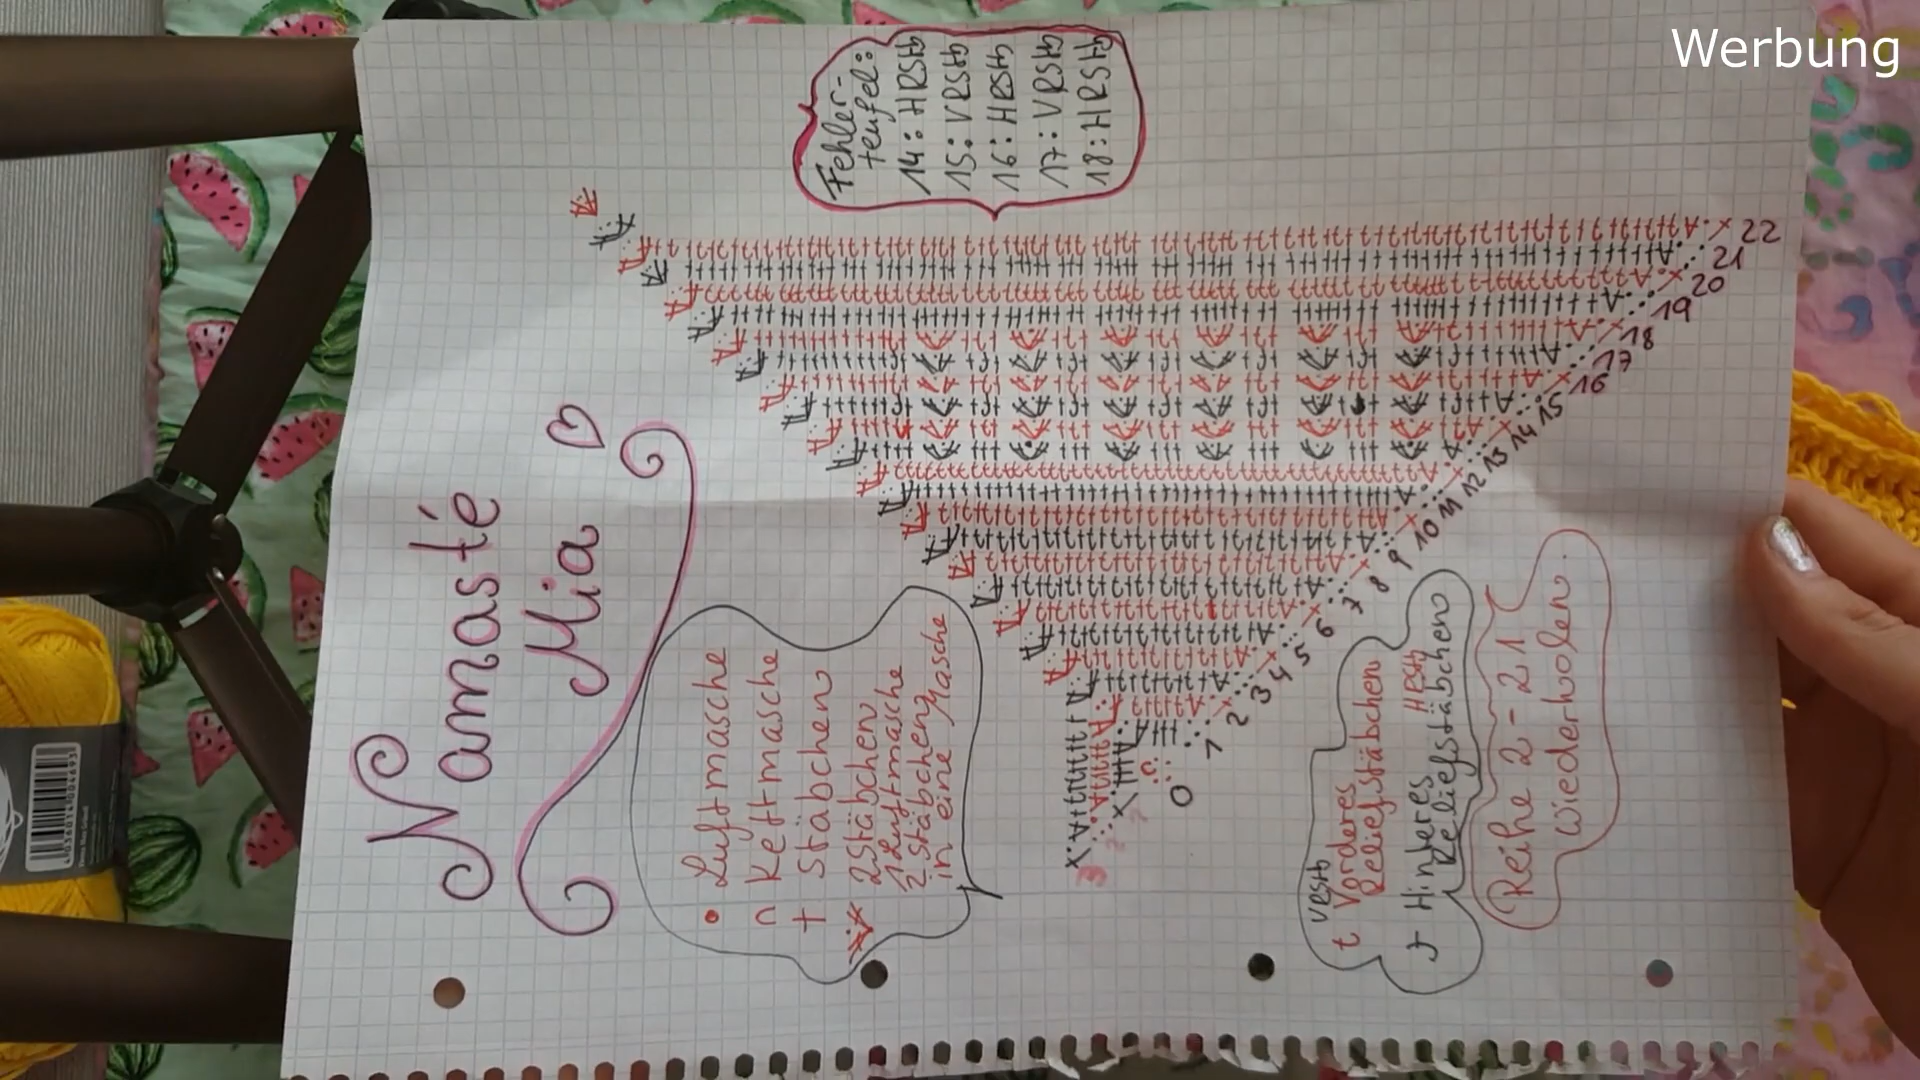 Werbung
Namasté
Mia
Fehler-
teufel:
14: HRStb
15: VRStb
16: HRStb
17: VRStb
18: HRStb
Luftmasche
Kettmasche
Stäbchen
2 Stäbchen
1 Luftmasche
2 Stäbchen
in eine Masche
VRStb
Vorderes
Reliefstäbchen
HRStb
Hinteres
Reliefstäbchen
Reihe 2-21
wiederholen.
0
1
2
3
4
5
6
7
8
9
10
11
12
13
14
15
16
17
18
19
20
21
22
3
4036014004693